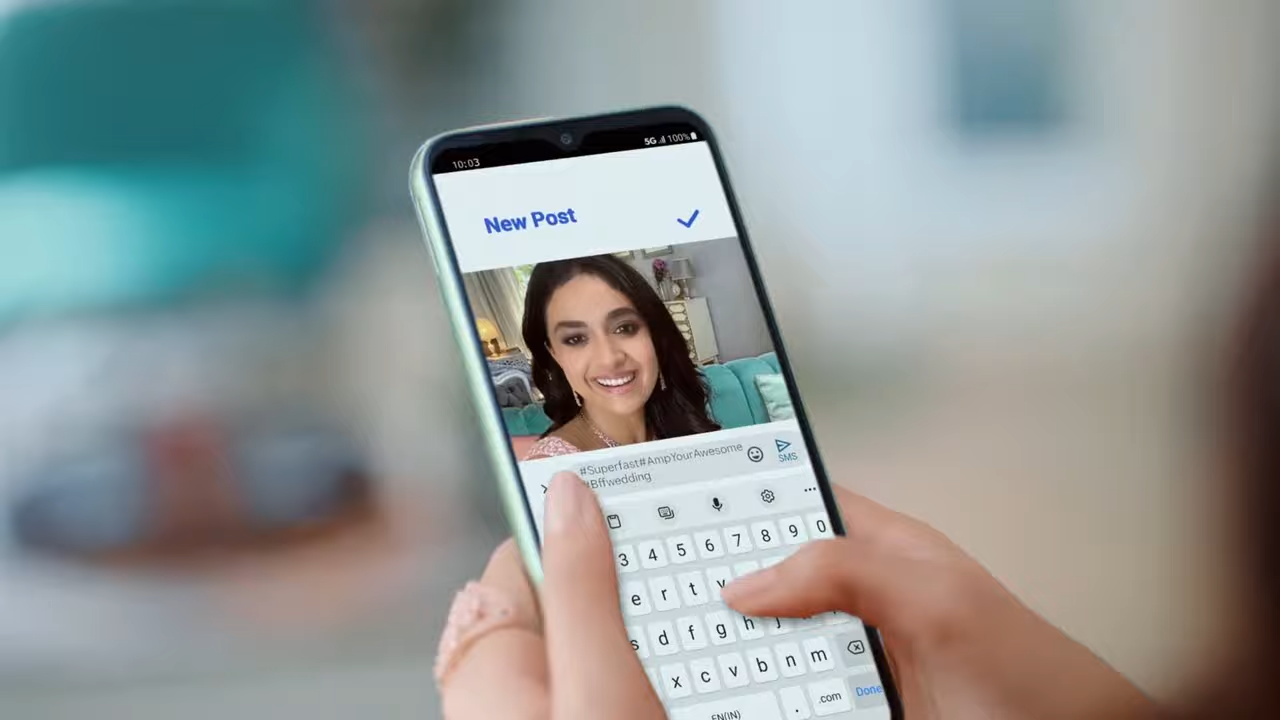 10:03
5G 100%
New Post
#Superfast#AmpYourAwesome
#Bffwedding
SMS
3 4 5 6 7 8 9 0
e r t y
s d f g h j
x c v b n m
EN(IN) . .com Done